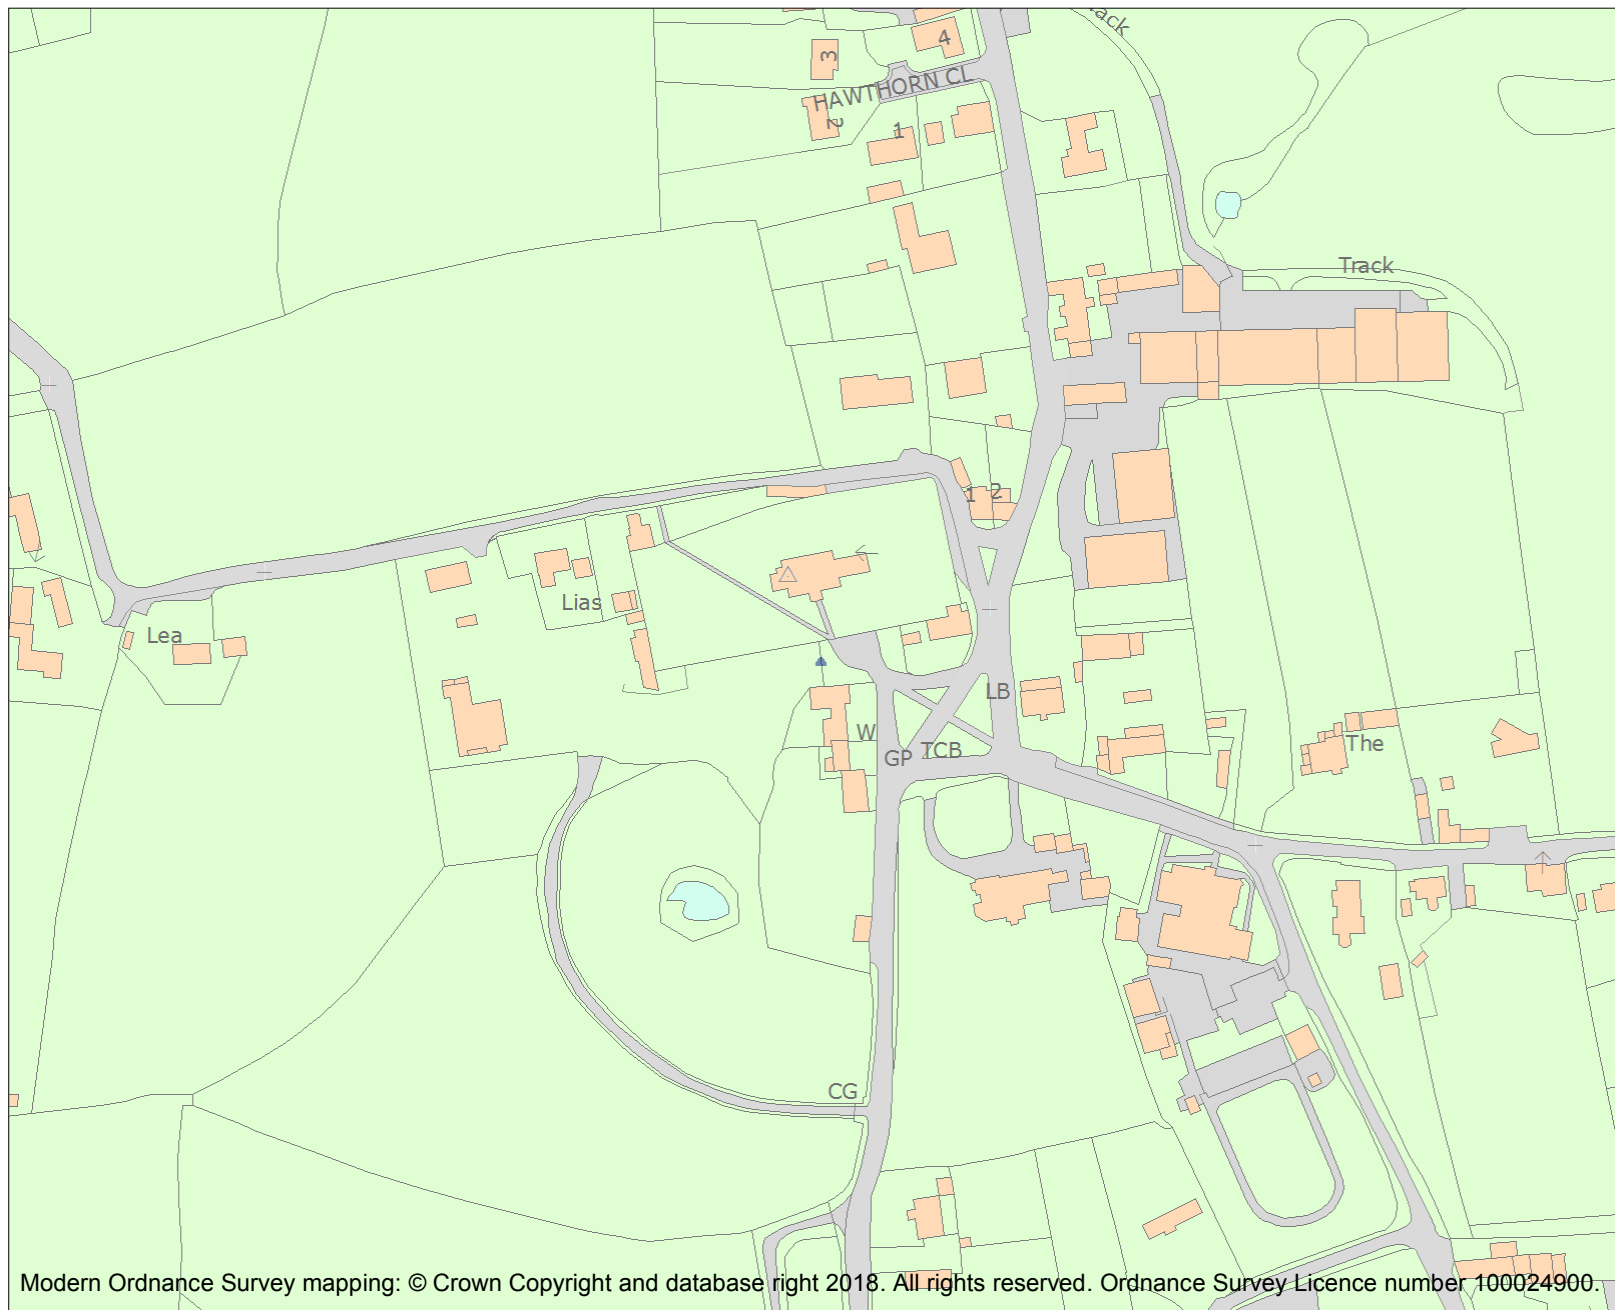 4
3
HAWTHORN CL
2
1
Track
1 2
Lias
Lea
LB
W
GP TCB
The
CG
Modern Ordnance Survey mapping: © Crown Copyright and database right 2018. All rights reserved. Ordnance Survey Licence number 100024900.